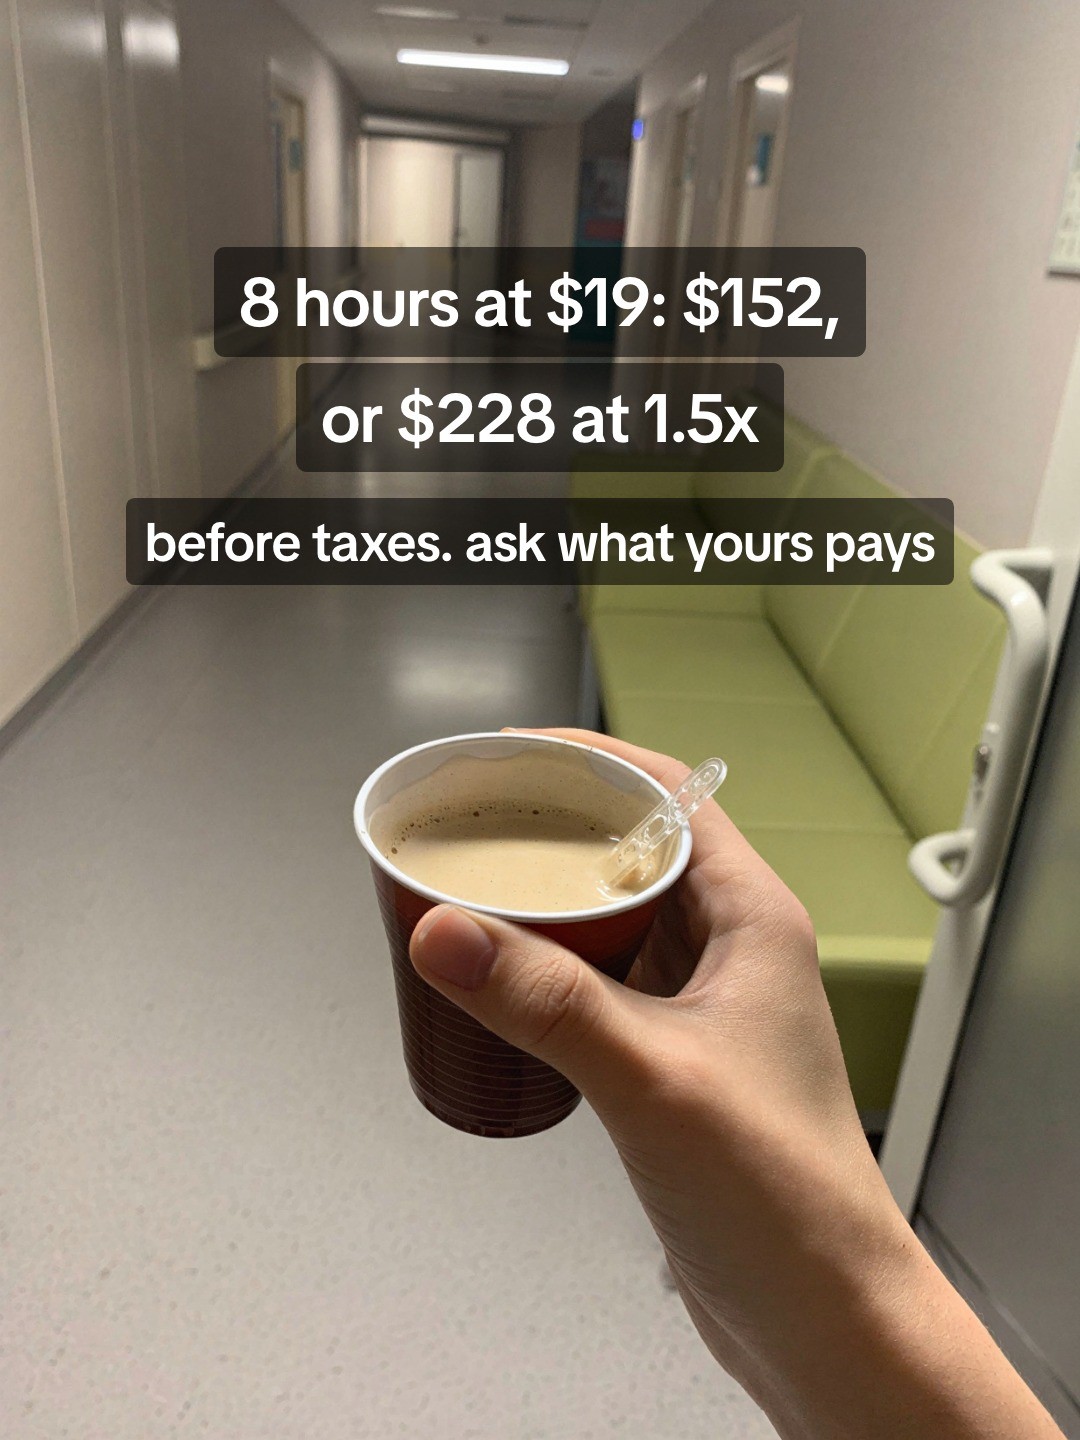 8 hours at $19: $152,
or $228 at 1.5x
before taxes. ask what yours pays